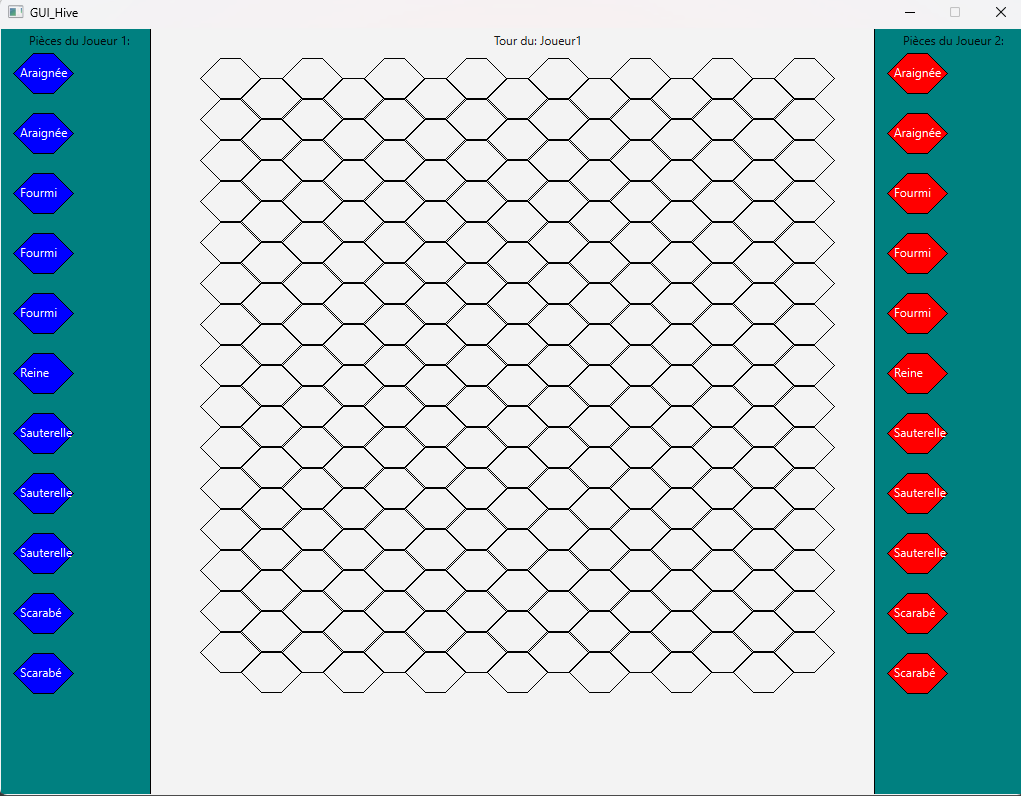 GUI_Hive
Pièces du Joueur 1:
Araignée
Araignée
Fourmi
Fourmi
Fourmi
Reine
Sauterelle
Sauterelle
Sauterelle
Scarabé
Scarabé
Tour du: Joueur1
Pièces du Joueur 2:
Araignée
Araignée
Fourmi
Fourmi
Fourmi
Reine
Sauterelle
Sauterelle
Sauterelle
Scarabé
Scarabé